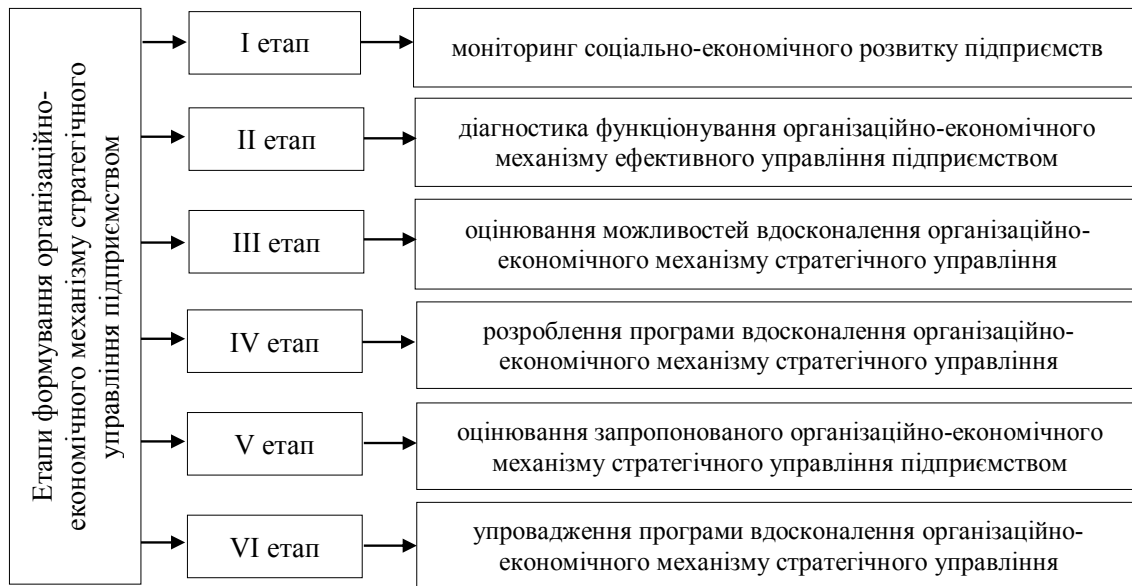 Етапи формування організаційно-
економічного механізму стратегічного
управління підприємством
I етап
моніторинг соціально-економічного розвитку підприємств
II етап
діагностика функціонування організаційно-економічного
механізму ефективного управління підприємством
III етап
оцінювання можливостей вдосконалення організаційно-
економічного механізму стратегічного управління
IV етап
розроблення програми вдосконалення організаційно-
економічного механізму стратегічного управління
V етап
оцінювання запропонованого організаційно-економічного
механізму стратегічного управління підприємством
VI етап
упровадження програми вдосконалення організаційно-
економічного механізму стратегічного управління